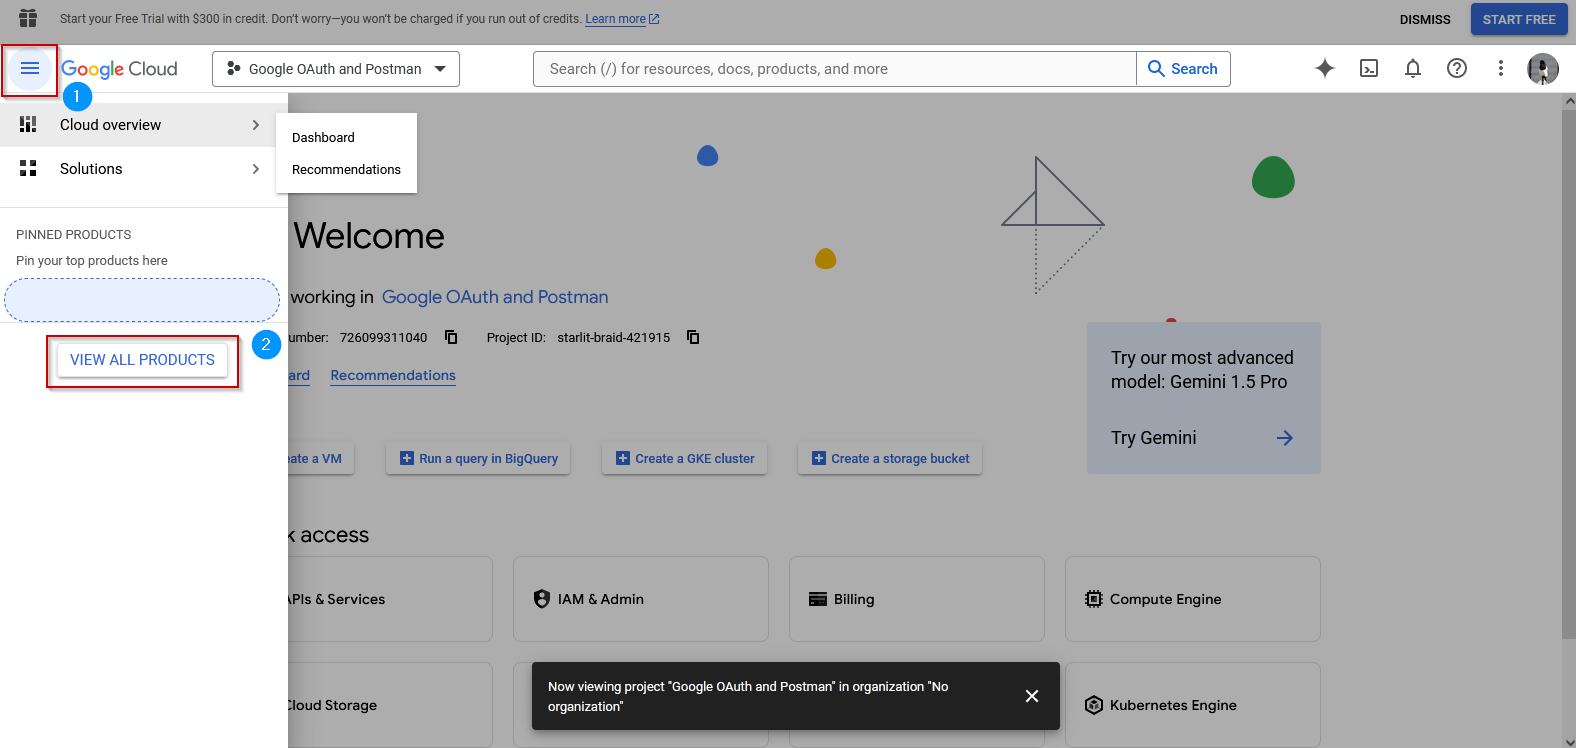 Start your Free Trial with $300 in credit. Don't worry—you won't be charged if you run out of credits. Learn more
DISMISS
START FREE
Google Cloud
Google OAuth and Postman
Search (/) for resources, docs, products, and more
Search
1
Cloud overview
Dashboard
Recommendations
Solutions
PINNED PRODUCTS
Pin your top products here
2
VIEW ALL PRODUCTS
Welcome
working in Google OAuth and Postman
umber: 726099311040
Project ID: starlit-braid-421915
ard
Recommendations
Try our most advanced
model: Gemini 1.5 Pro
Try Gemini
eate a VM
Run a query in BigQuery
Create a GKE cluster
Create a storage bucket
k access
APIs & Services
IAM & Admin
Billing
Compute Engine
Cloud Storage
Kubernetes Engine
Now viewing project "Google OAuth and Postman" in organization "No
organization"